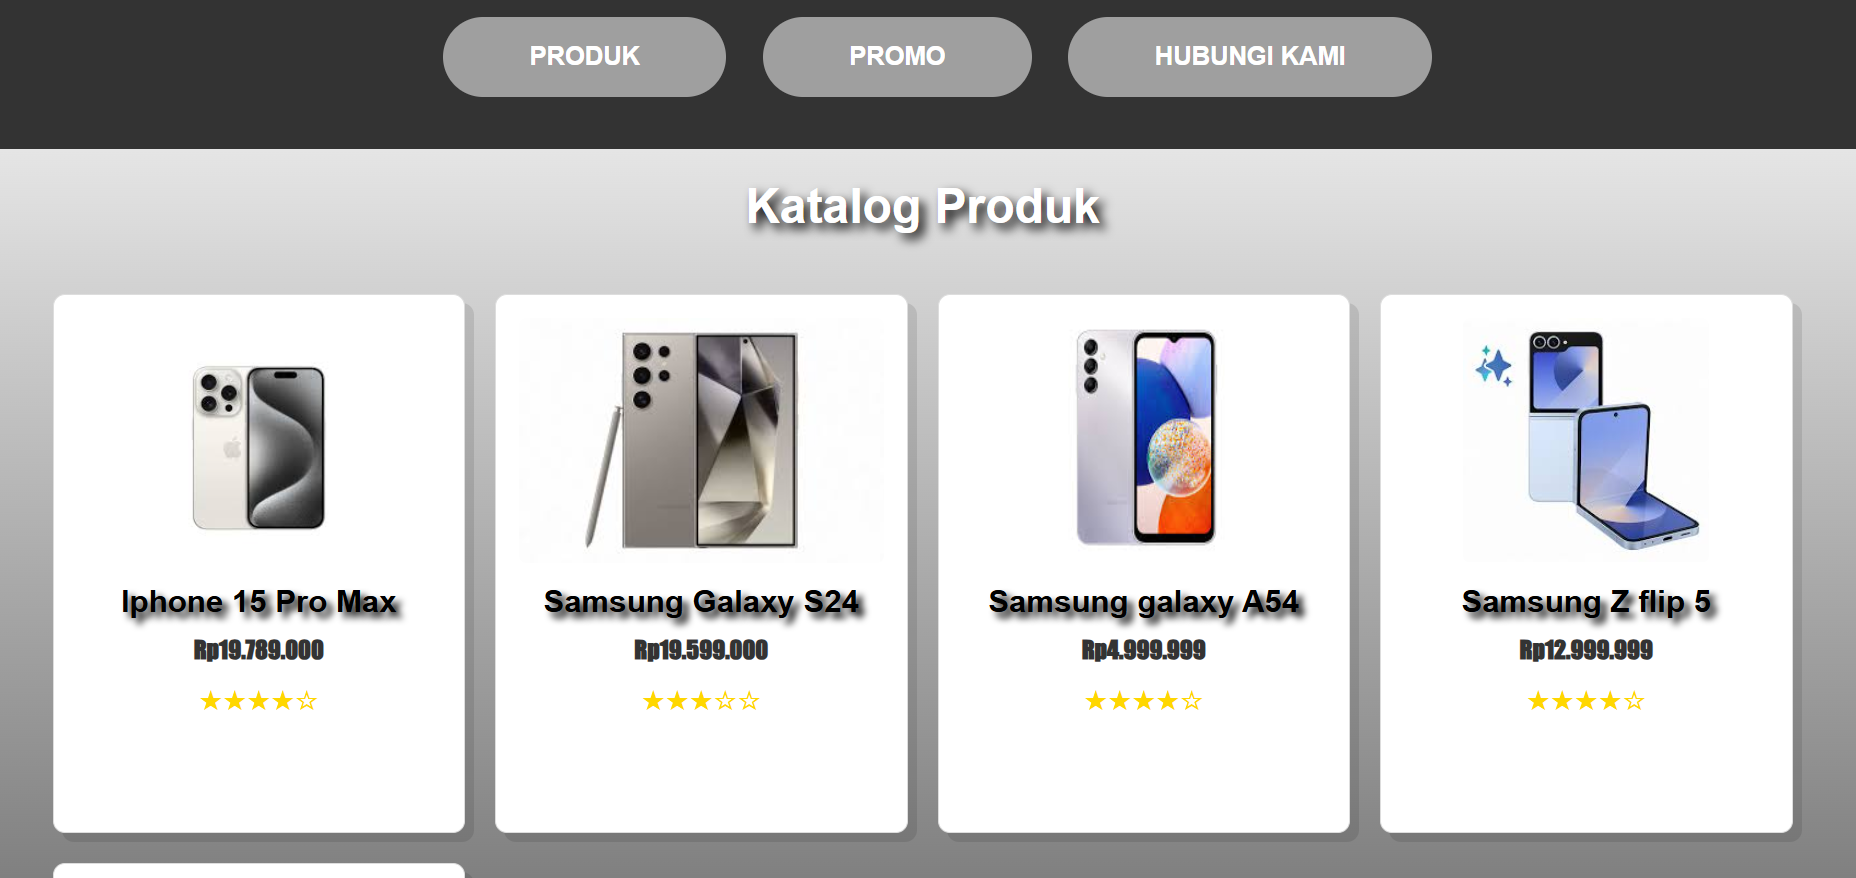 PRODUK PROMO HUBUNGI KAMI
Katalog Produk
Iphone 15 Pro Max
Rp19.789.000
★★★★☆
Samsung Galaxy S24
Rp19.599.000
★★★☆☆
Samsung galaxy A54
Rp4.999.999
★★★★☆
Samsung Z flip 5
Rp12.999.999
★★★★☆